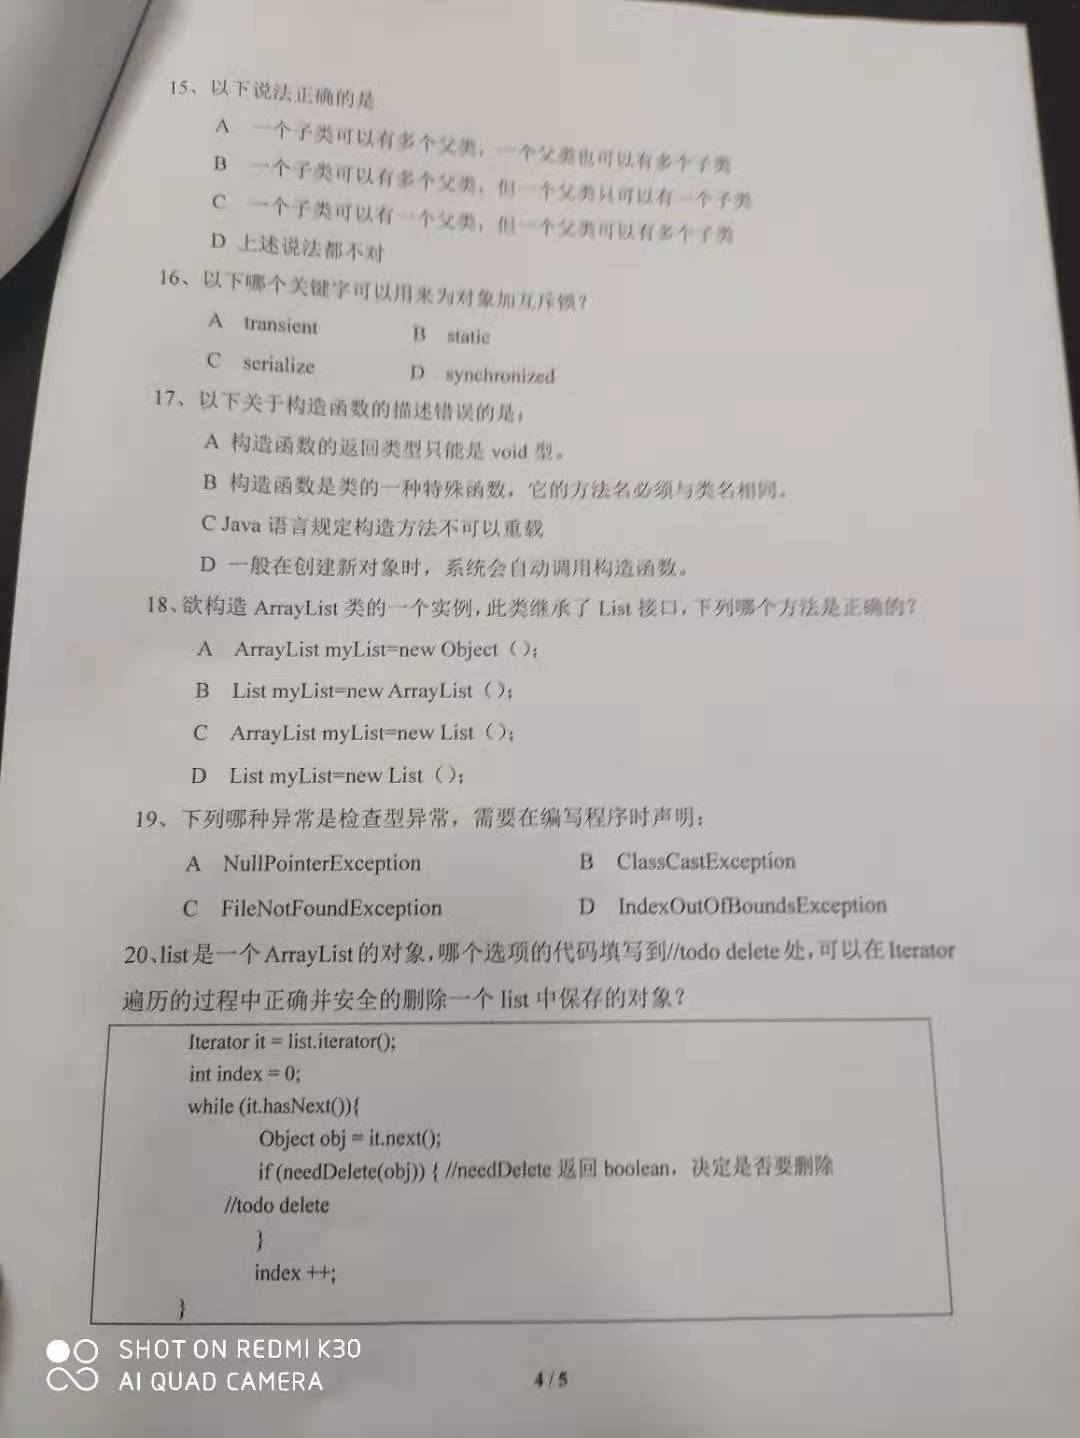 15、以下说法正确的是
A 一个子类可以有多个父类，一个父类也可以有多个子类
B 一个子类可以有多个父类，但一个父类只可以有一个子类
C 一个子类可以有一个父类，但一个父类可以有多个子类
D 上述说法都不对
16、以下哪个关键字可以用来为对象加互斥锁？
A transient B static
C serialize D synchronized
17、以下关于构造函数的描述错误的是：
A 构造函数的返回类型只能是 void 型。
B 构造函数是类的一种特殊函数，它的方法名必须与类名相同。
C Java 语言规定构造方法不可以重载
D 一般在创建新对象时，系统会自动调用构造函数。
18、欲构造 ArrayList 类的一个实例，此类继承了 List 接口，下列哪个方法是正确的？
A ArrayList myList=new Object（）；
B List myList=new ArrayList（）；
C ArrayList myList=new List（）；
D List myList=new List（）；
19、下列哪种异常是检查型异常，需要在编写程序时声明：
A NullPointerException B ClassCastException
C FileNotFoundException D IndexOutOfBoundsException
20、list 是一个 ArrayList 的对象，哪个选项的代码填写到//todo delete 处，可以在 Iterator
遍历的过程中正确并安全的删除一个 list 中保存的对象？
Iterator it = list.iterator();
int index = 0;
while (it.hasNext()){
Object obj = it.next();
if (needDelete(obj)) { //needDelete 返回 boolean，决定是否要删除
//todo delete
}
index ++;
}
SHOT ON REDMI K30
AI QUAD CAMERA
4 / 5